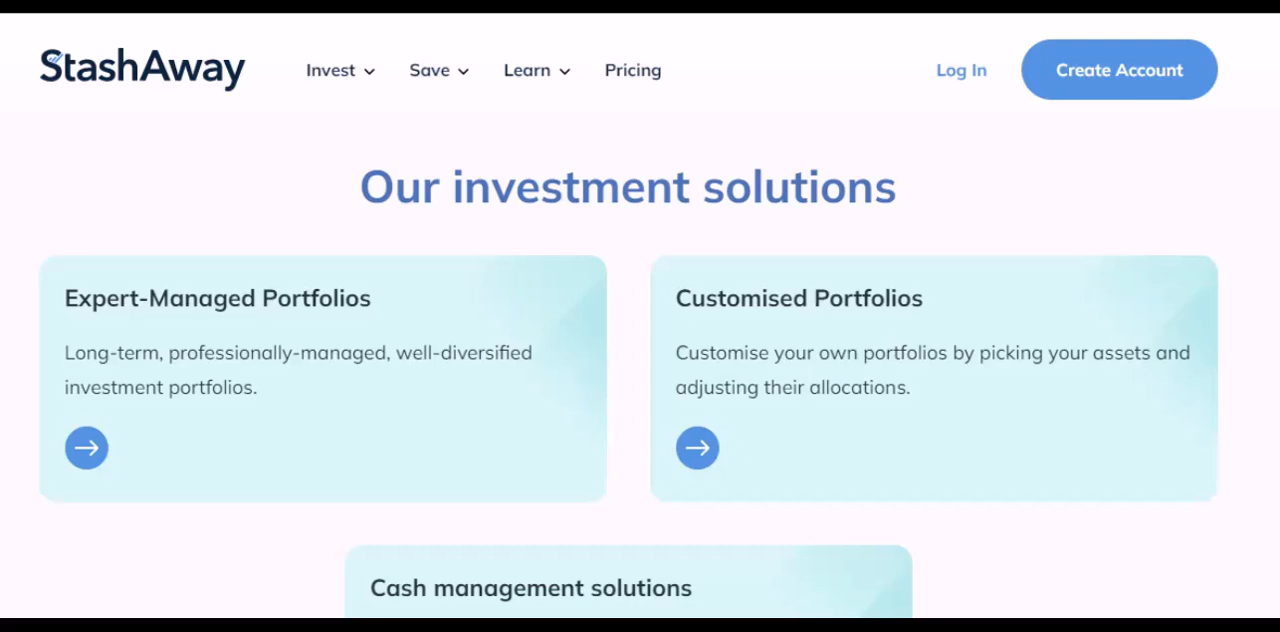 StashAway
Invest
Save
Learn
Pricing
Log In
Create Account
Our investment solutions
Expert-Managed Portfolios
Long-term, professionally-managed, well-diversified
investment portfolios.
Customised Portfolios
Customise your own portfolios by picking your assets and
adjusting their allocations.
Cash management solutions